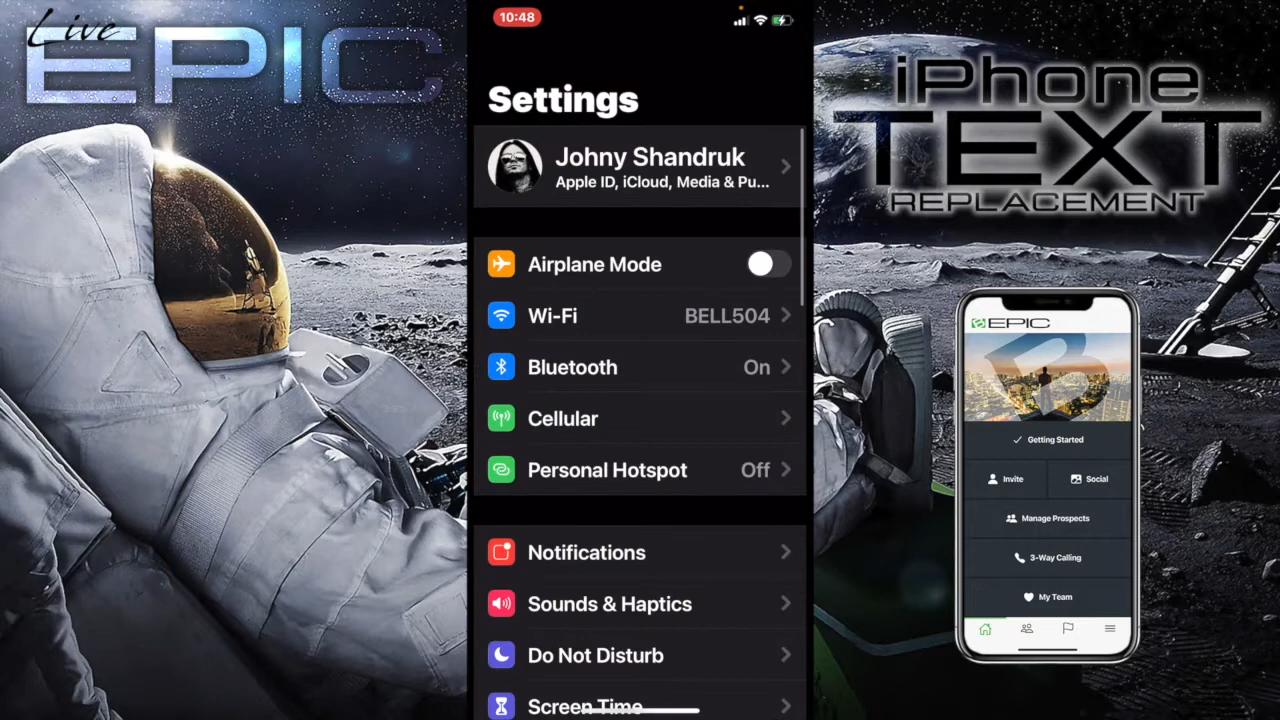 Live
EPIC
10:48
Settings
Johny Shandruk
Apple ID, iCloud, Media & Pu...
Airplane Mode
Wi-Fi BELL504
Bluetooth On
Cellular
Personal Hotspot Off
Notifications
Sounds & Haptics
Do Not Disturb
Screen Time
iPhone
TEXT
REPLACEMENT
EPIC
Getting Started
Invite Social
Manage Prospects
3-Way Calling
My Team